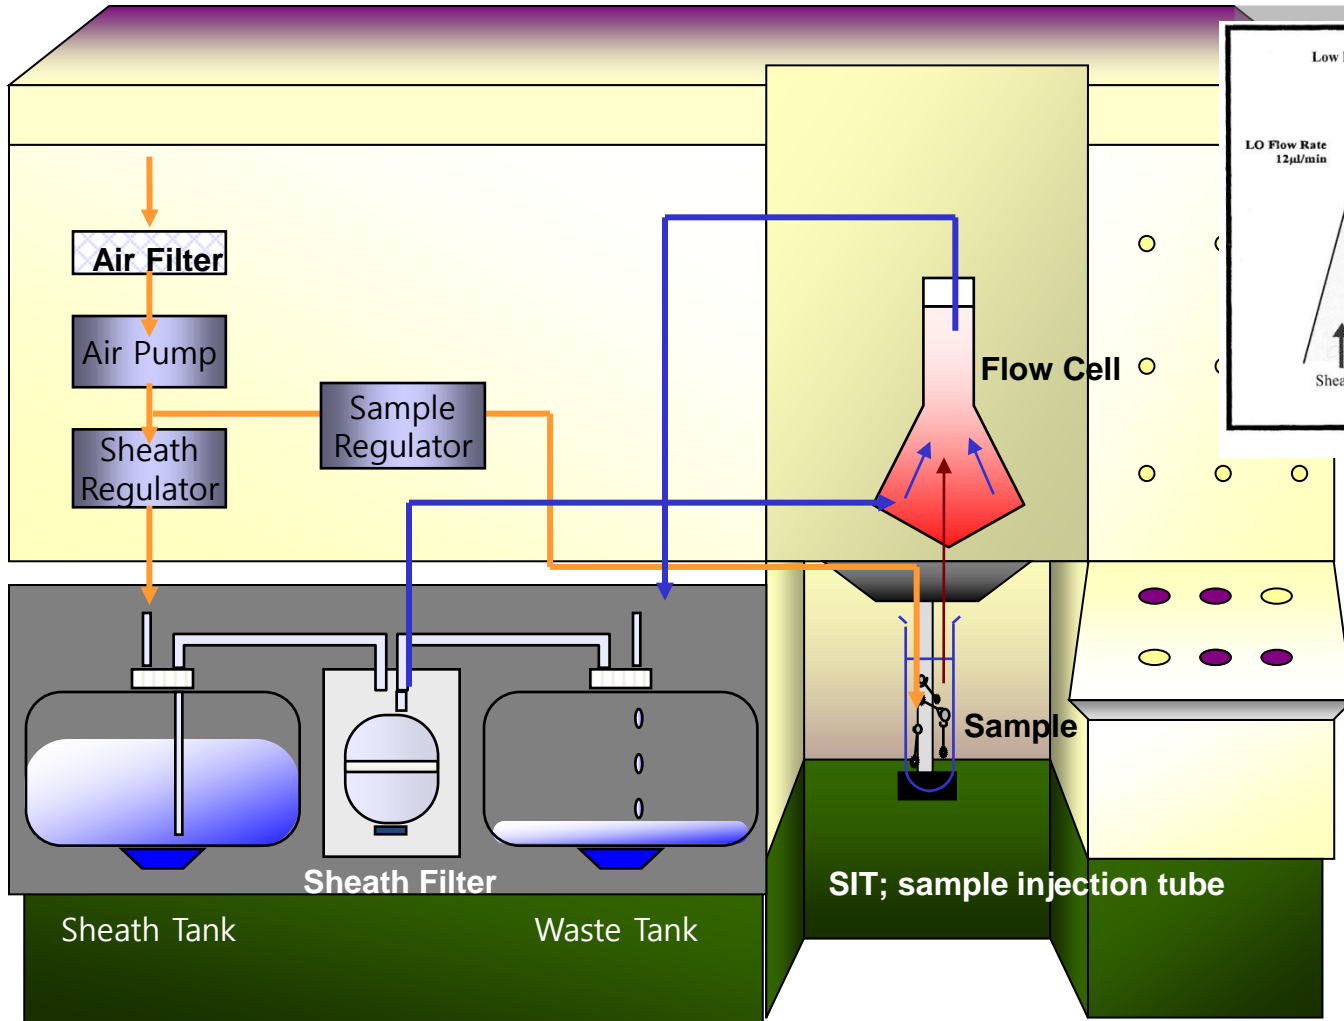 Low
LO Flow Rate
12µl/min
Air Filter
Air Pump
Flow Cell
Sample
Regulator
Sheath
Regulator
Sample
Sheath Filter
SIT; sample injection tube
Sheath Tank
Waste Tank